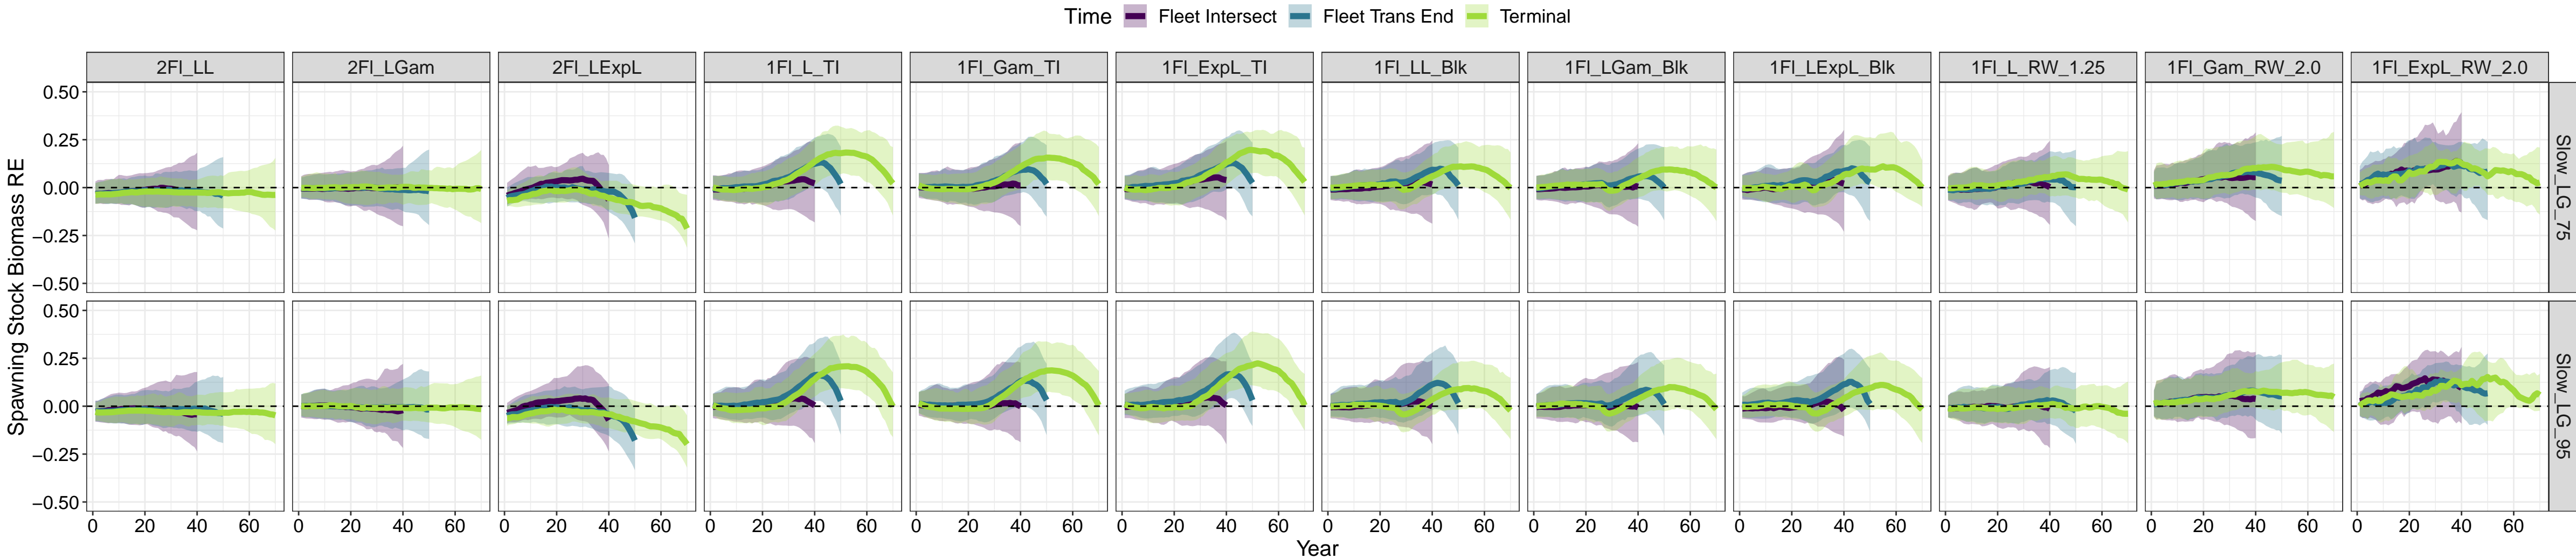 Time Fleet Intersect Fleet Trans End Terminal
2Fl_LL 2Fl_LGam 2Fl_LExpL 1Fl_L_TI 1Fl_Gam_TI 1Fl_ExpL_TI 1Fl_LL_Blk 1Fl_LGam_Blk 1Fl_LExpL_Blk 1Fl_L_RW_1.25 1Fl_Gam_RW_2.0 1Fl_ExpL_RW_2.0
Spawning Stock Biomass RE
0.50
0.25
0.00
−0.25
−0.50
Slow_LG_75
0.50
0.25
0.00
−0.25
−0.50
Slow_LG_95
0 20 40 60 0 20 40 60 0 20 40 60 0 20 40 60 0 20 40 60 0 20 40 60 0 20 40 60 0 20 40 60 0 20 40 60 0 20 40 60 0 20 40 60 0 20 40 60
Year